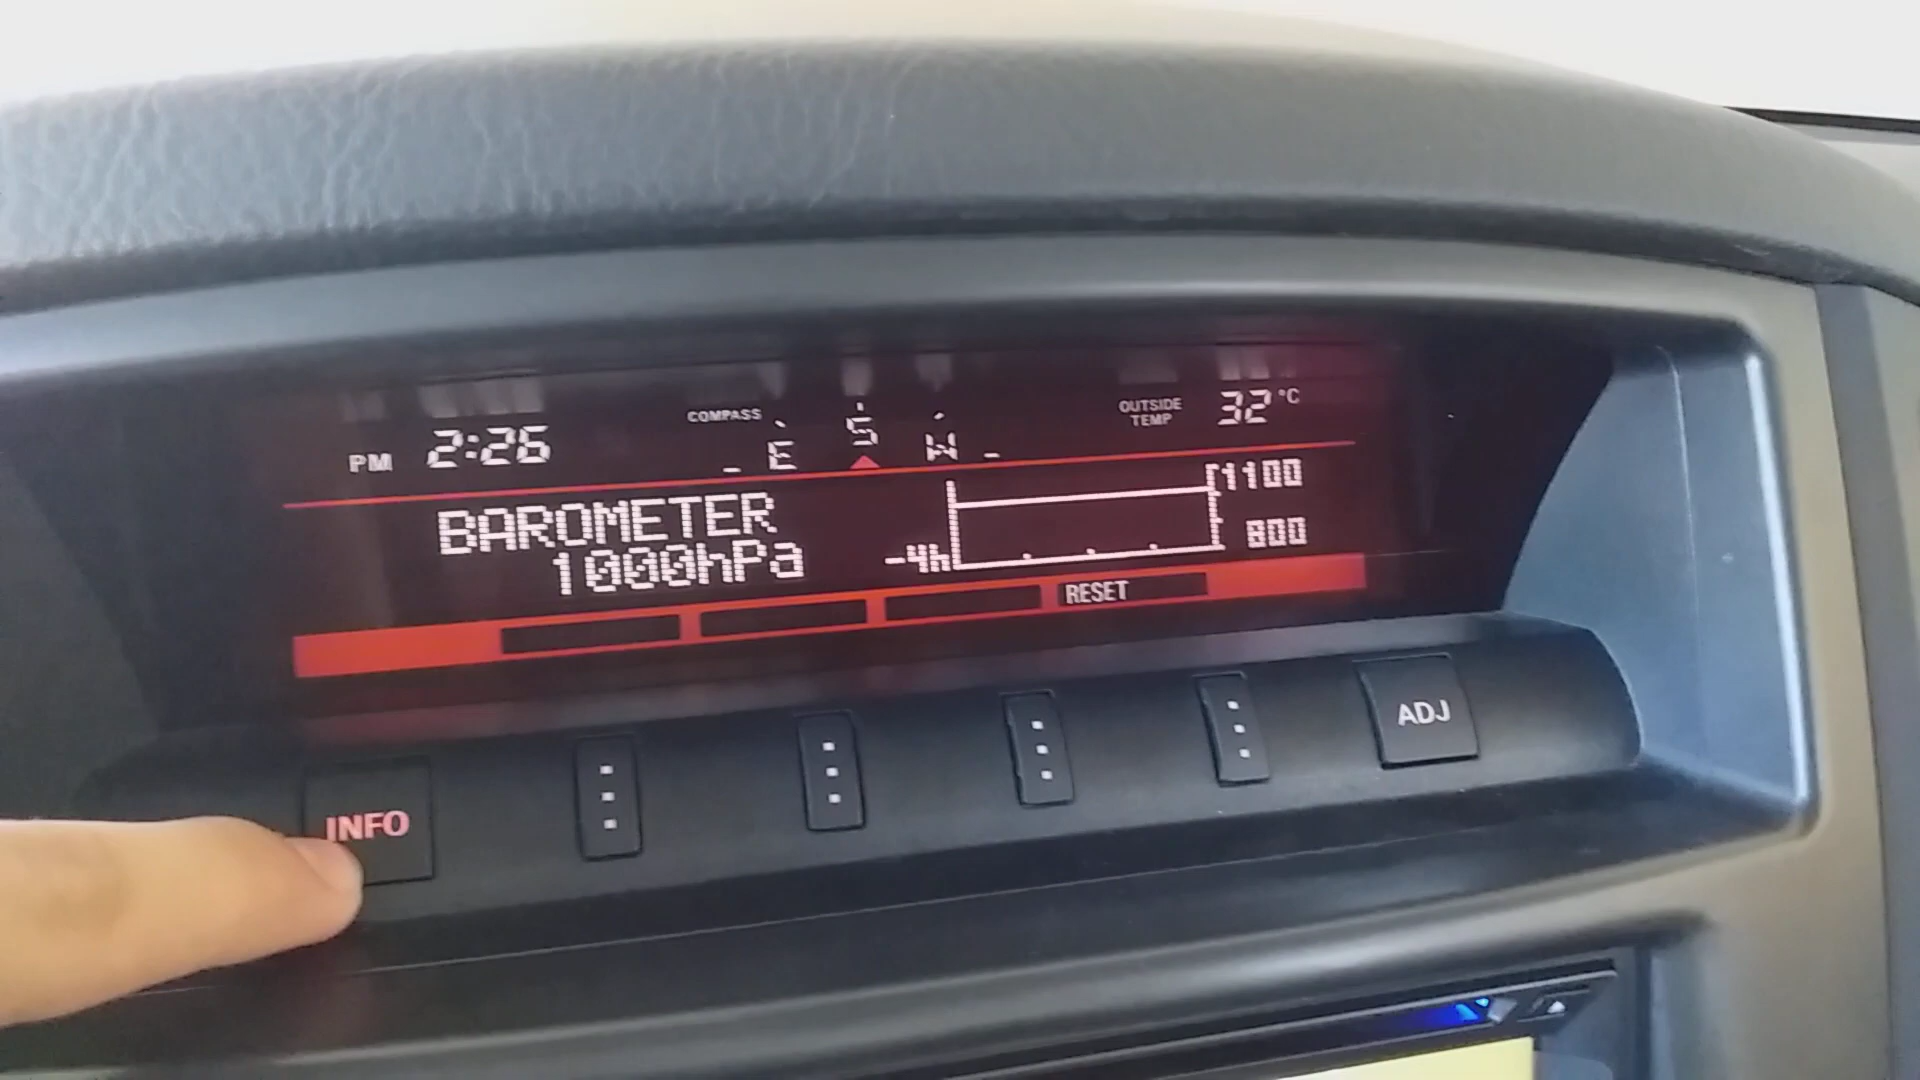 PM 2:26 COMPASS E S W OUTSIDE TEMP 32°C
BAROMETER
1000hPa
1100
800
-4h
RESET
INFO
ADJ